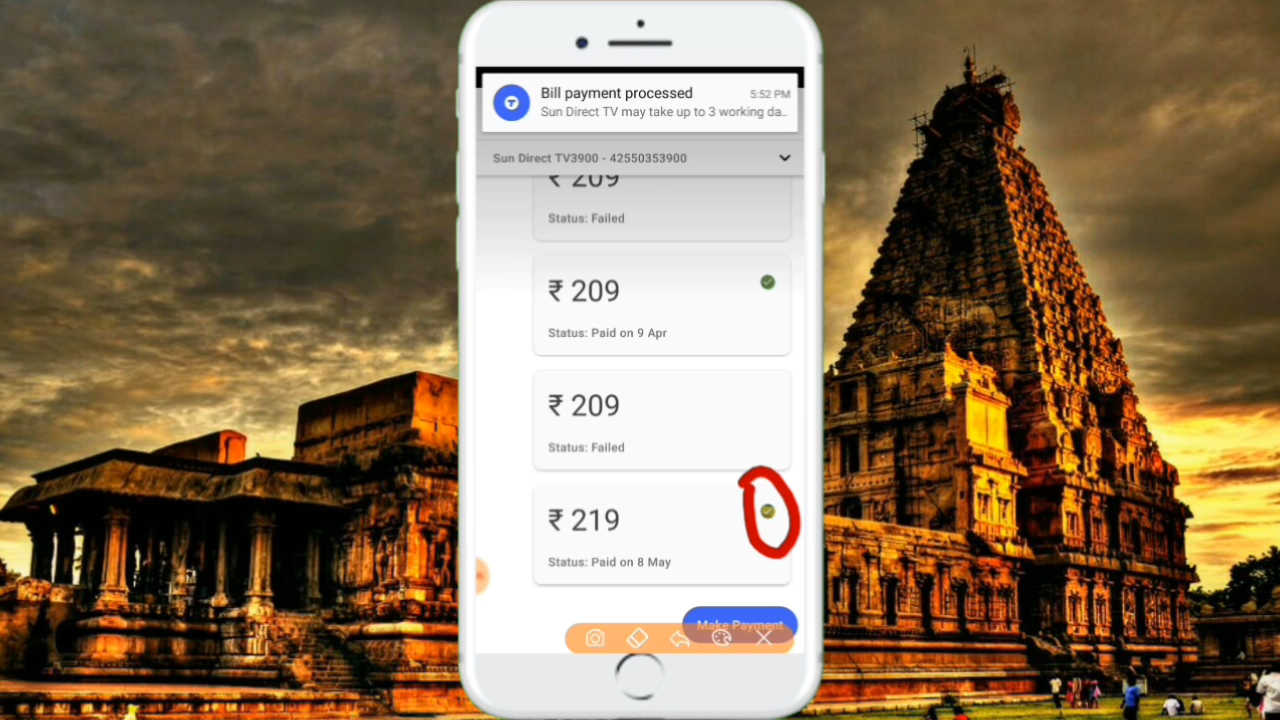 Bill payment processed
5:52 PM
Sun Direct TV may take up to 3 working da..
Sun Direct TV3900 - 42550353900
₹ 209
Status: Failed
₹ 209
Status: Paid on 9 Apr
₹ 209
Status: Failed
₹ 219
Status: Paid on 8 May
Make Payment